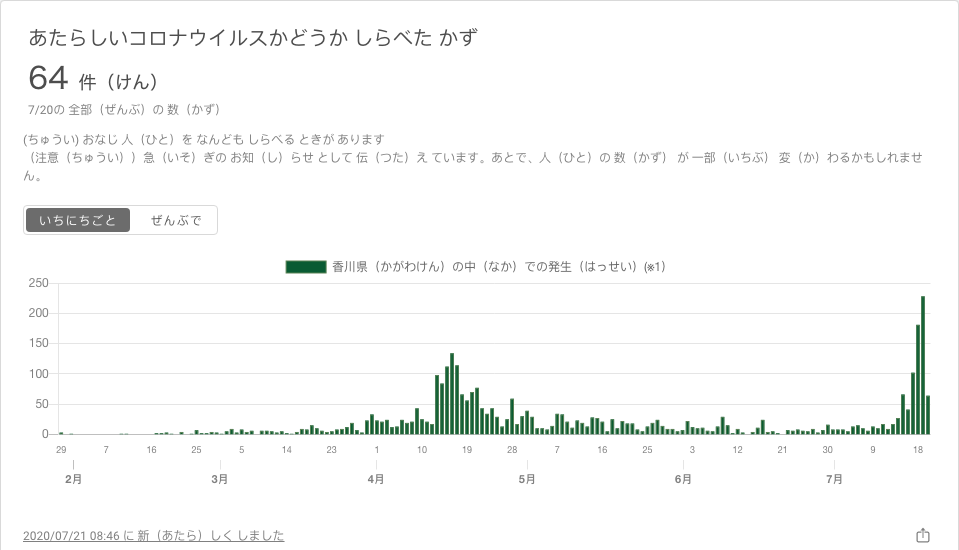 あたらしいコロナウイルスかどうか しらべた かず
64 件（けん）
7/20の 全部（ぜんぶ）の 数（かず）
(ちゅうい) おなじ 人（ひと）を なんども しらべる ときが あります
（注意（ちゅうい））急（いそ）ぎの お知（し）らせ として 伝（つた）え ています。あとで、人（ひと）の 数（かず） が 一部（いちぶ） 変（か）わるかもしれませ
ん。
いちにちごと ぜんぶで
香川県（かがわけん）の中（なか）での発生（はっせい）(※1)
250
200
150
100
50
0
29 7 16 25 5 14 23 1 10 19 28 7 16 25 3 12 21 30 9 18
2月 3月 4月 5月 6月 7月
2020/07/21 08:46 に 新（あたら）しく しました